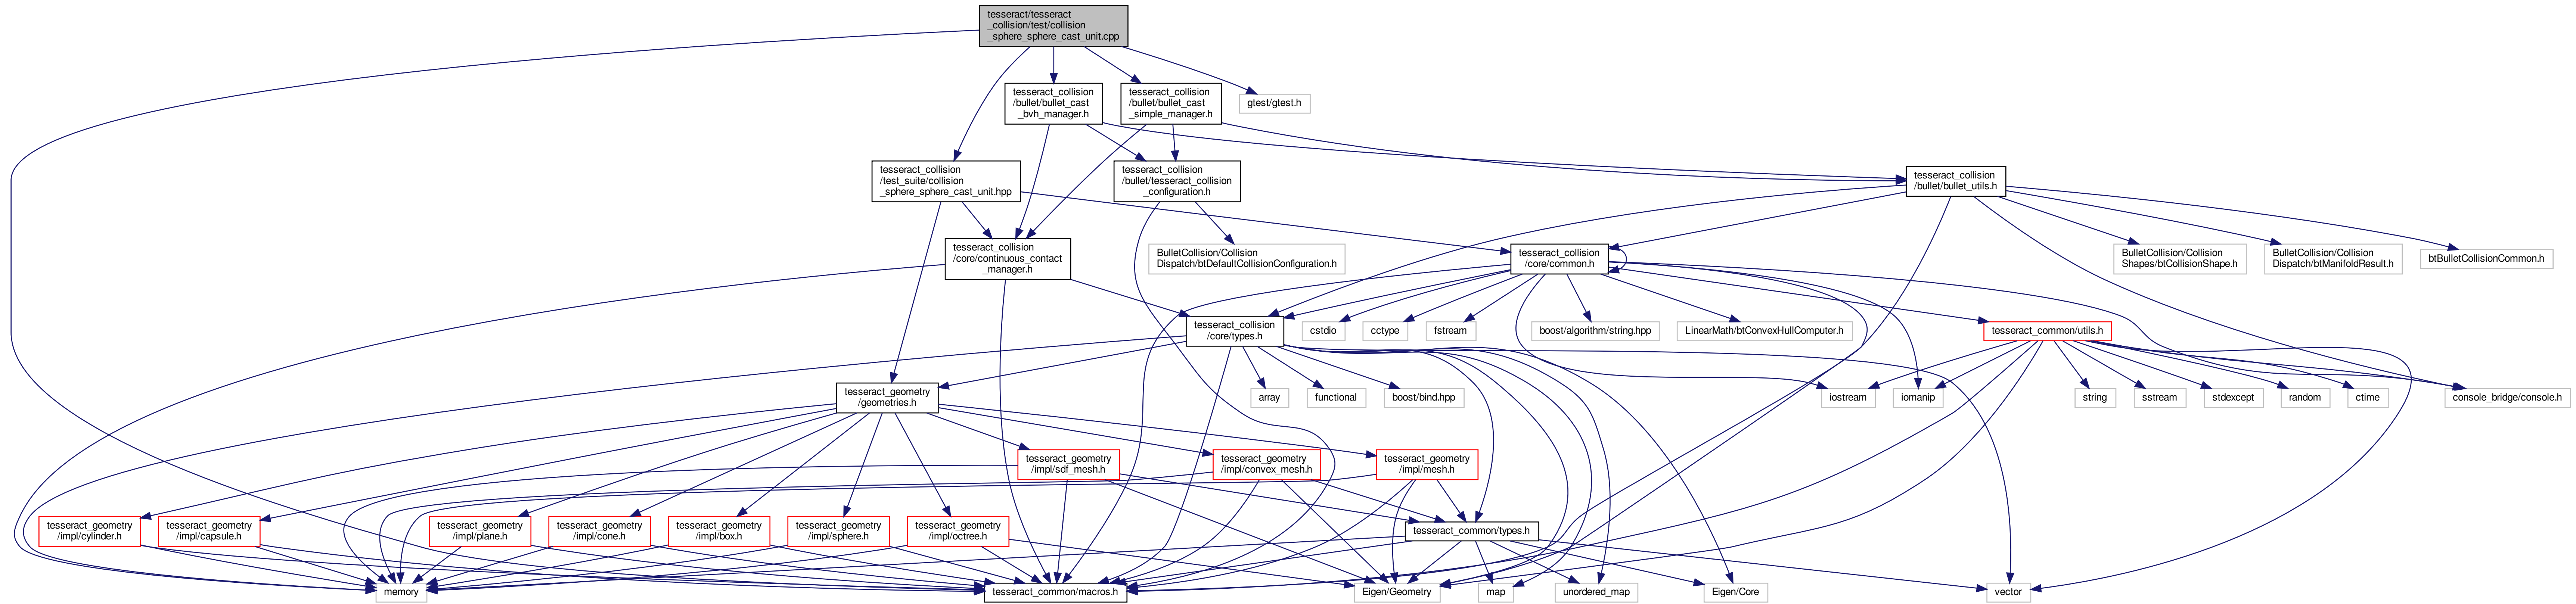 tesseract/tesseract
_collision/test/collision
_sphere_sphere_cast_unit.cpp
tesseract_collision
/bullet/bullet_cast
_bvh_manager.h
tesseract_collision
/bullet/bullet_cast
_simple_manager.h
gtest/gtest.h
tesseract_collision
/test_suite/collision
_sphere_sphere_cast_unit.hpp
tesseract_collision
/bullet/tesseract_collision
_configuration.h
tesseract_collision
/bullet/bullet_utils.h
tesseract_collision
/core/continuous_contact
_manager.h
BulletCollision/Collision
Dispatch/btDefaultCollisionConfiguration.h
tesseract_collision
/core/common.h
BulletCollision/Collision
Shapes/btCollisionShape.h
BulletCollision/Collision
Dispatch/btManifoldResult.h
btBulletCollisionCommon.h
tesseract_collision
/core/types.h
cstdio
cctype
fstream
boost/algorithm/string.hpp
LinearMath/btConvexHullComputer.h
tesseract_common/utils.h
tesseract_geometry
/geometries.h
array
functional
boost/bind.hpp
iostream
iomanip
string
sstream
stdexcept
random
ctime
console_bridge/console.h
tesseract_geometry
/impl/sdf_mesh.h
tesseract_geometry
/impl/convex_mesh.h
tesseract_geometry
/impl/mesh.h
tesseract_geometry
/impl/cylinder.h
tesseract_geometry
/impl/capsule.h
tesseract_geometry
/impl/plane.h
tesseract_geometry
/impl/cone.h
tesseract_geometry
/impl/box.h
tesseract_geometry
/impl/sphere.h
tesseract_geometry
/impl/octree.h
tesseract_common/types.h
memory
tesseract_common/macros.h
Eigen/Geometry
map
unordered_map
Eigen/Core
vector